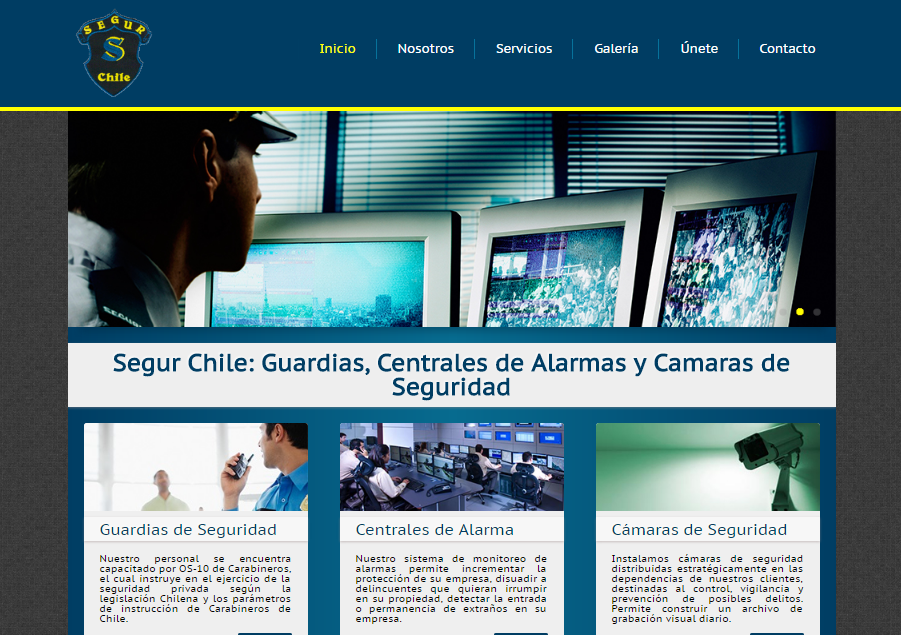 SEGUR
S
Chile
Inicio
Nosotros
Servicios
Galería
Únete
Contacto
Segur Chile: Guardias, Centrales de Alarmas y Camaras de
Seguridad
Guardias de Seguridad
Nuestro personal se encuentra
capacitado por OS-10 de Carabineros,
el cual instruye en el ejercicio de la
seguridad privada según la
legislación Chilena y los parámetros
de instrucción de Carabineros de
Chile.
Centrales de Alarma
Nuestro sistema de monitoreo de
alarmas permite incrementar la
protección de su empresa, disuadir a
delincuentes que quieran irrumpir
en su propiedad, detectar la entrada
o permanencia de extraños en su
empresa.
Cámaras de Seguridad
Instalamos cámaras de seguridad
distribuídas estratégicamente en las
dependencias de nuestros clientes,
destinadas al control, vigilancia y
prevención de posibles delitos.
Permite construír un archivo de
grabación visual diario.